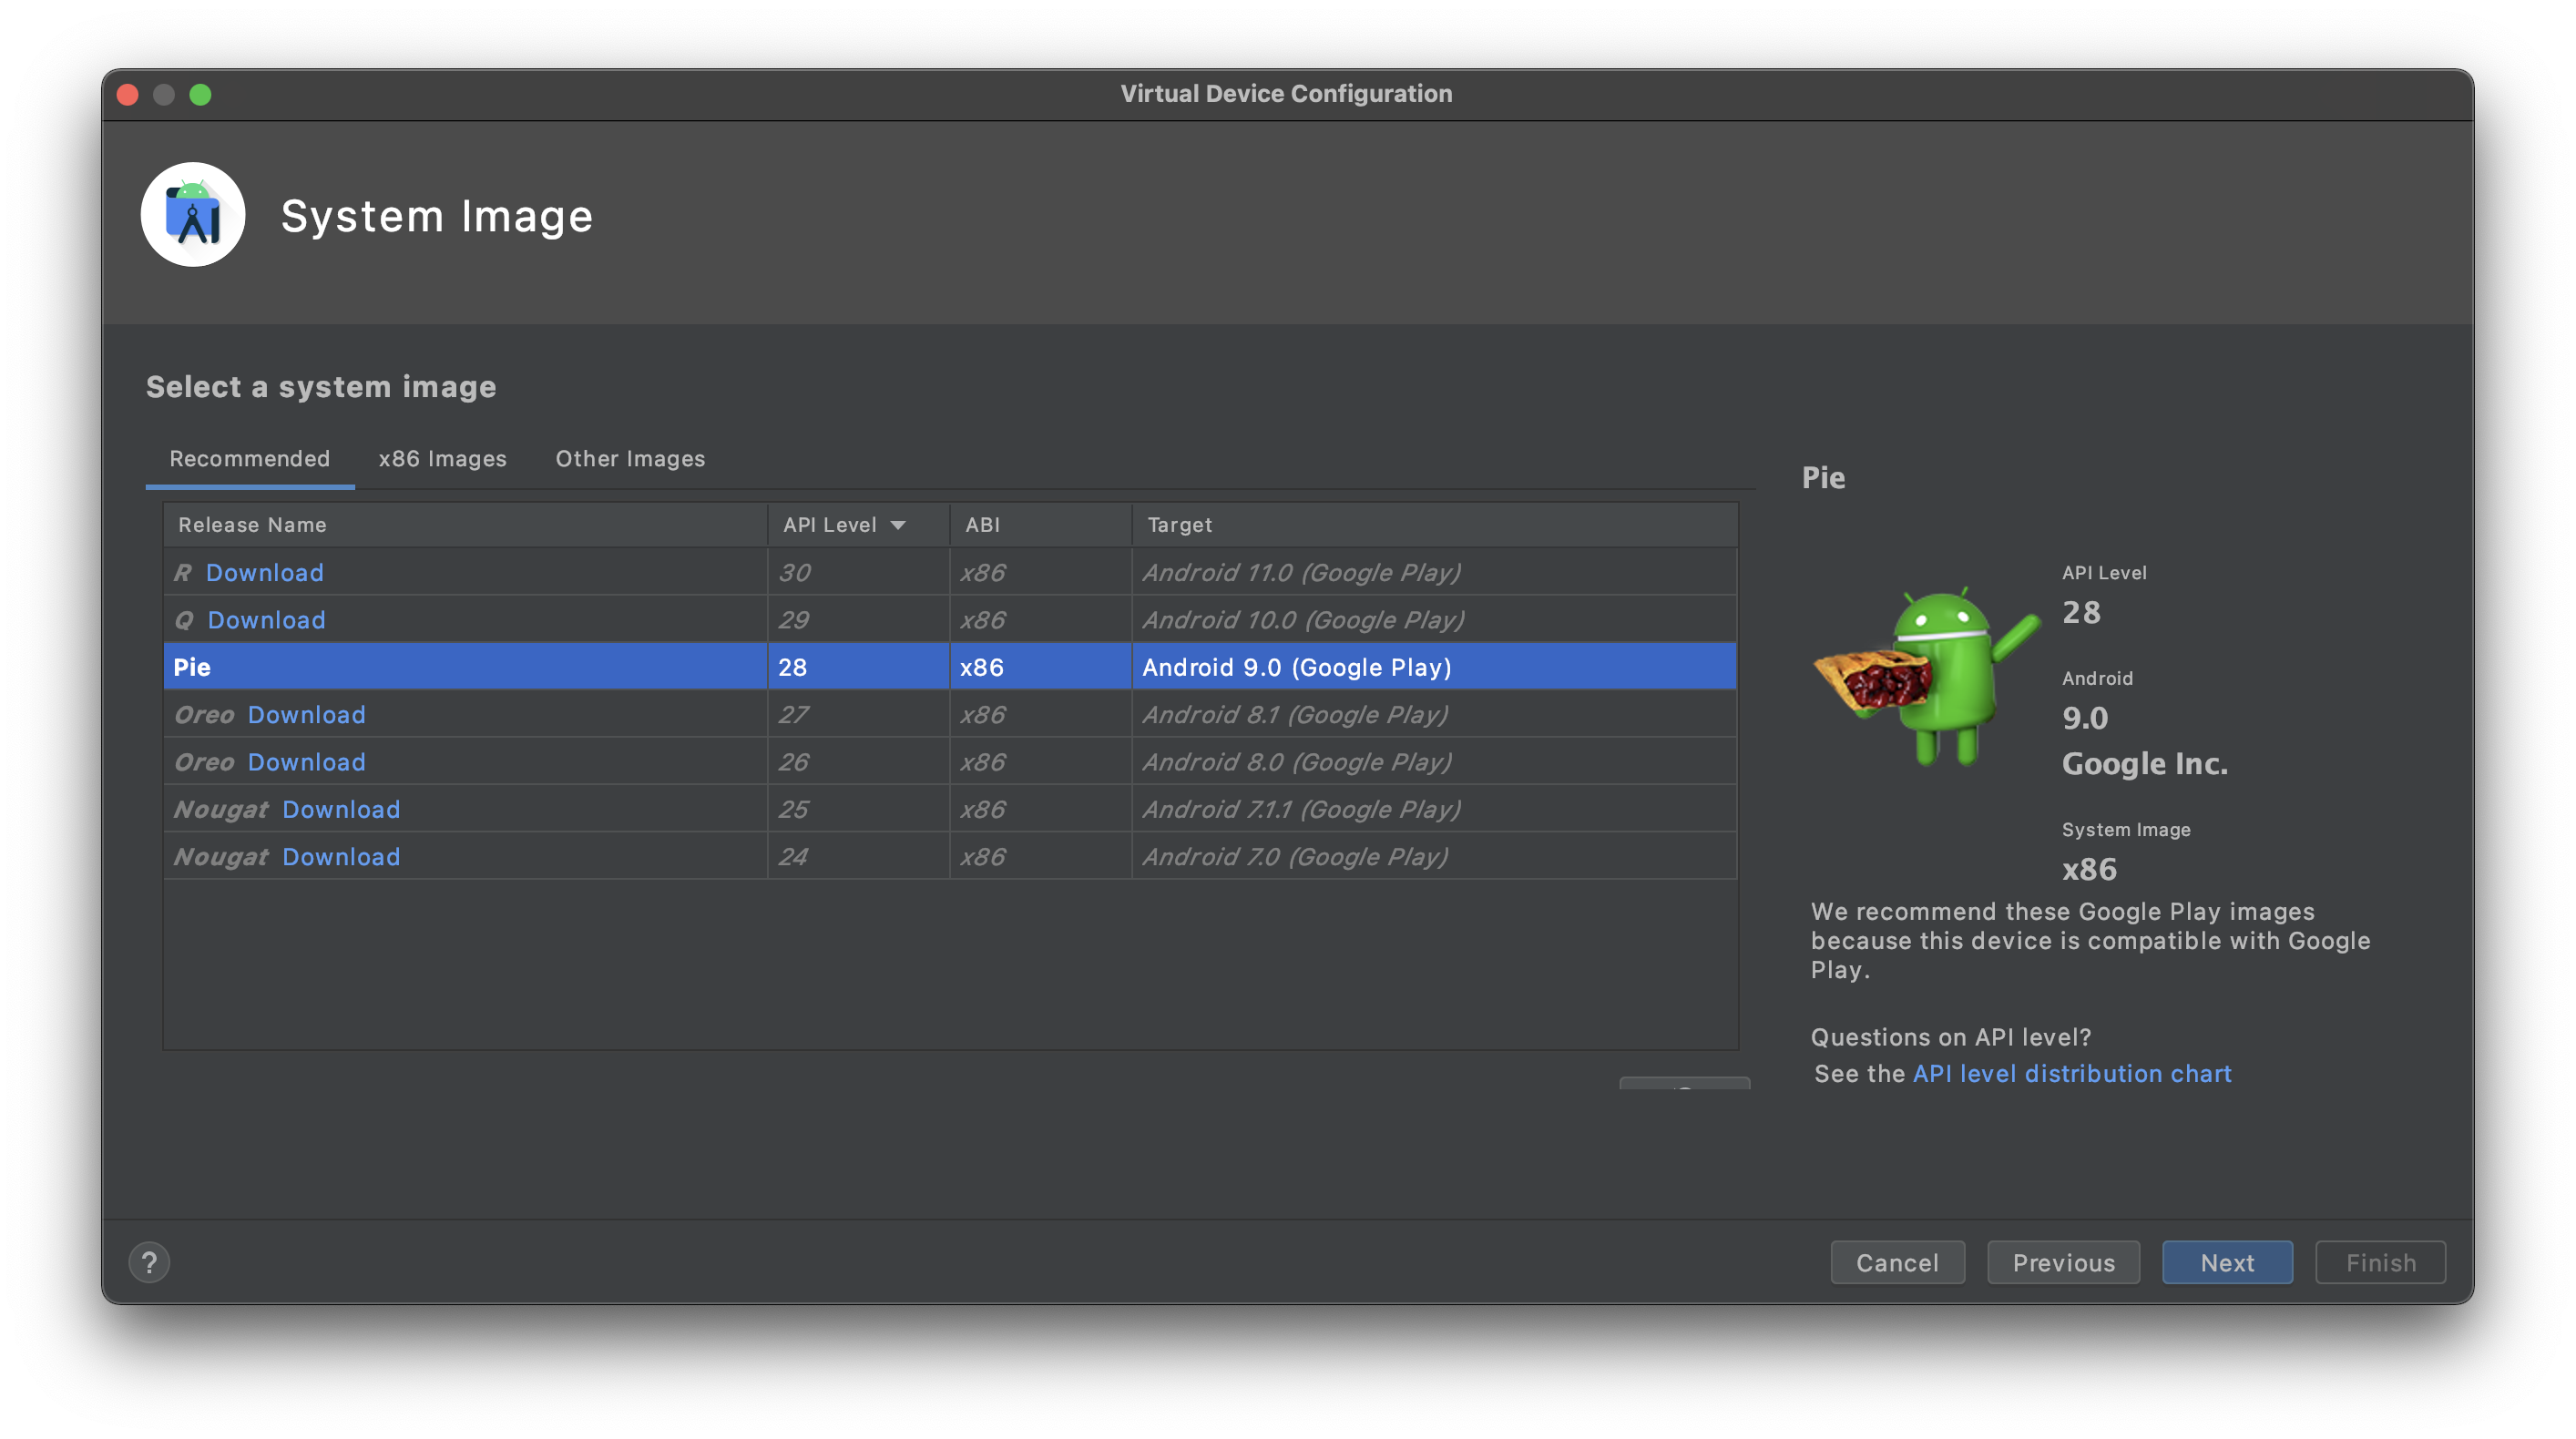 Virtual Device Configuration
System Image
Select a system image
Recommended x86 Images Other Images
Release Name API Level ABI Target
R Download 30 x86 Android 11.0 (Google Play)
Q Download 29 x86 Android 10.0 (Google Play)
Pie 28 x86 Android 9.0 (Google Play)
Oreo Download 27 x86 Android 8.1 (Google Play)
Oreo Download 26 x86 Android 8.0 (Google Play)
Nougat Download 25 x86 Android 7.1.1 (Google Play)
Nougat Download 24 x86 Android 7.0 (Google Play)
Pie
API Level
28
Android
9.0
Google Inc.
System Image
x86
We recommend these Google Play images
because this device is compatible with Google
Play.
Questions on API level?
See the API level distribution chart
? Cancel Previous Next Finish